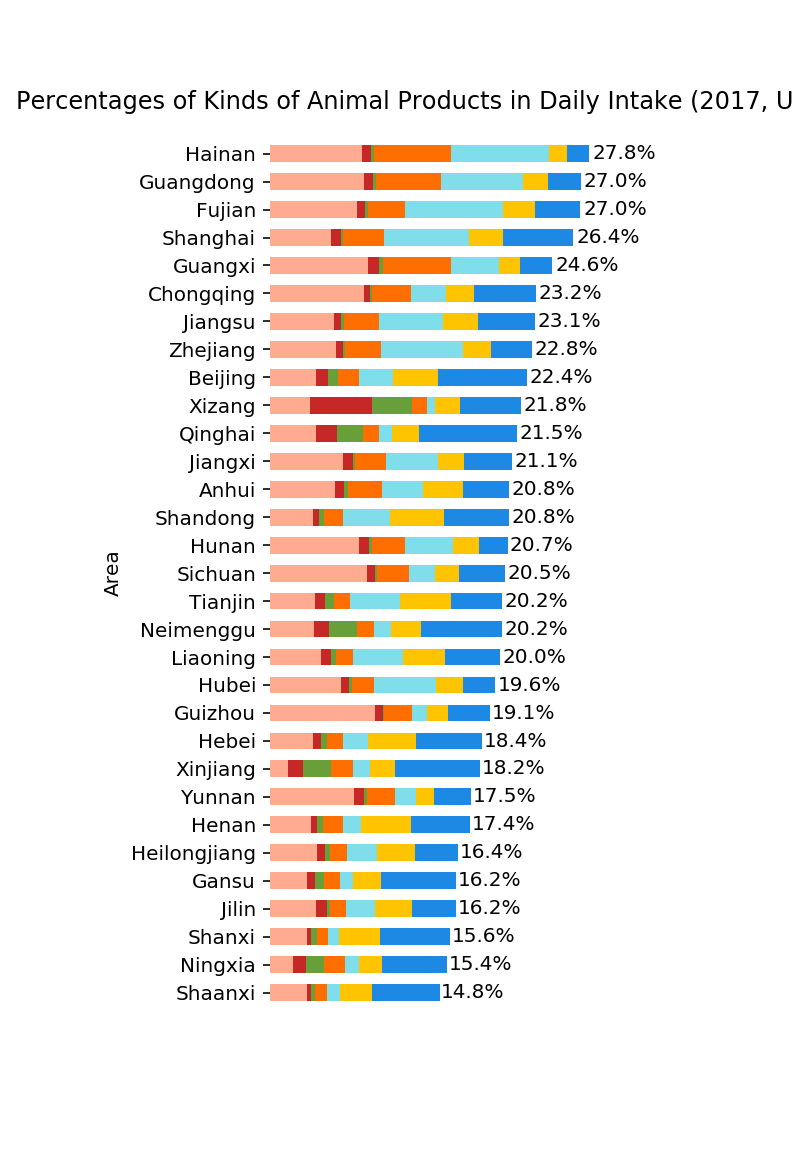 Percentages of Kinds of Animal Products in Daily Intake (2017, U
Hainan 27.8%
Guangdong 27.0%
Fujian 27.0%
Shanghai 26.4%
Guangxi 24.6%
Chongqing 23.2%
Jiangsu 23.1%
Zhejiang 22.8%
Beijing 22.4%
Xizang 21.8%
Qinghai 21.5%
Jiangxi 21.1%
Anhui 20.8%
Shandong 20.8%
Hunan 20.7%
Area
Sichuan 20.5%
Tianjin 20.2%
Neimenggu 20.2%
Liaoning 20.0%
Hubei 19.6%
Guizhou 19.1%
Hebei 18.4%
Xinjiang 18.2%
Yunnan 17.5%
Henan 17.4%
Heilongjiang 16.4%
Gansu 16.2%
Jilin 16.2%
Shanxi 15.6%
Ningxia 15.4%
Shaanxi 14.8%